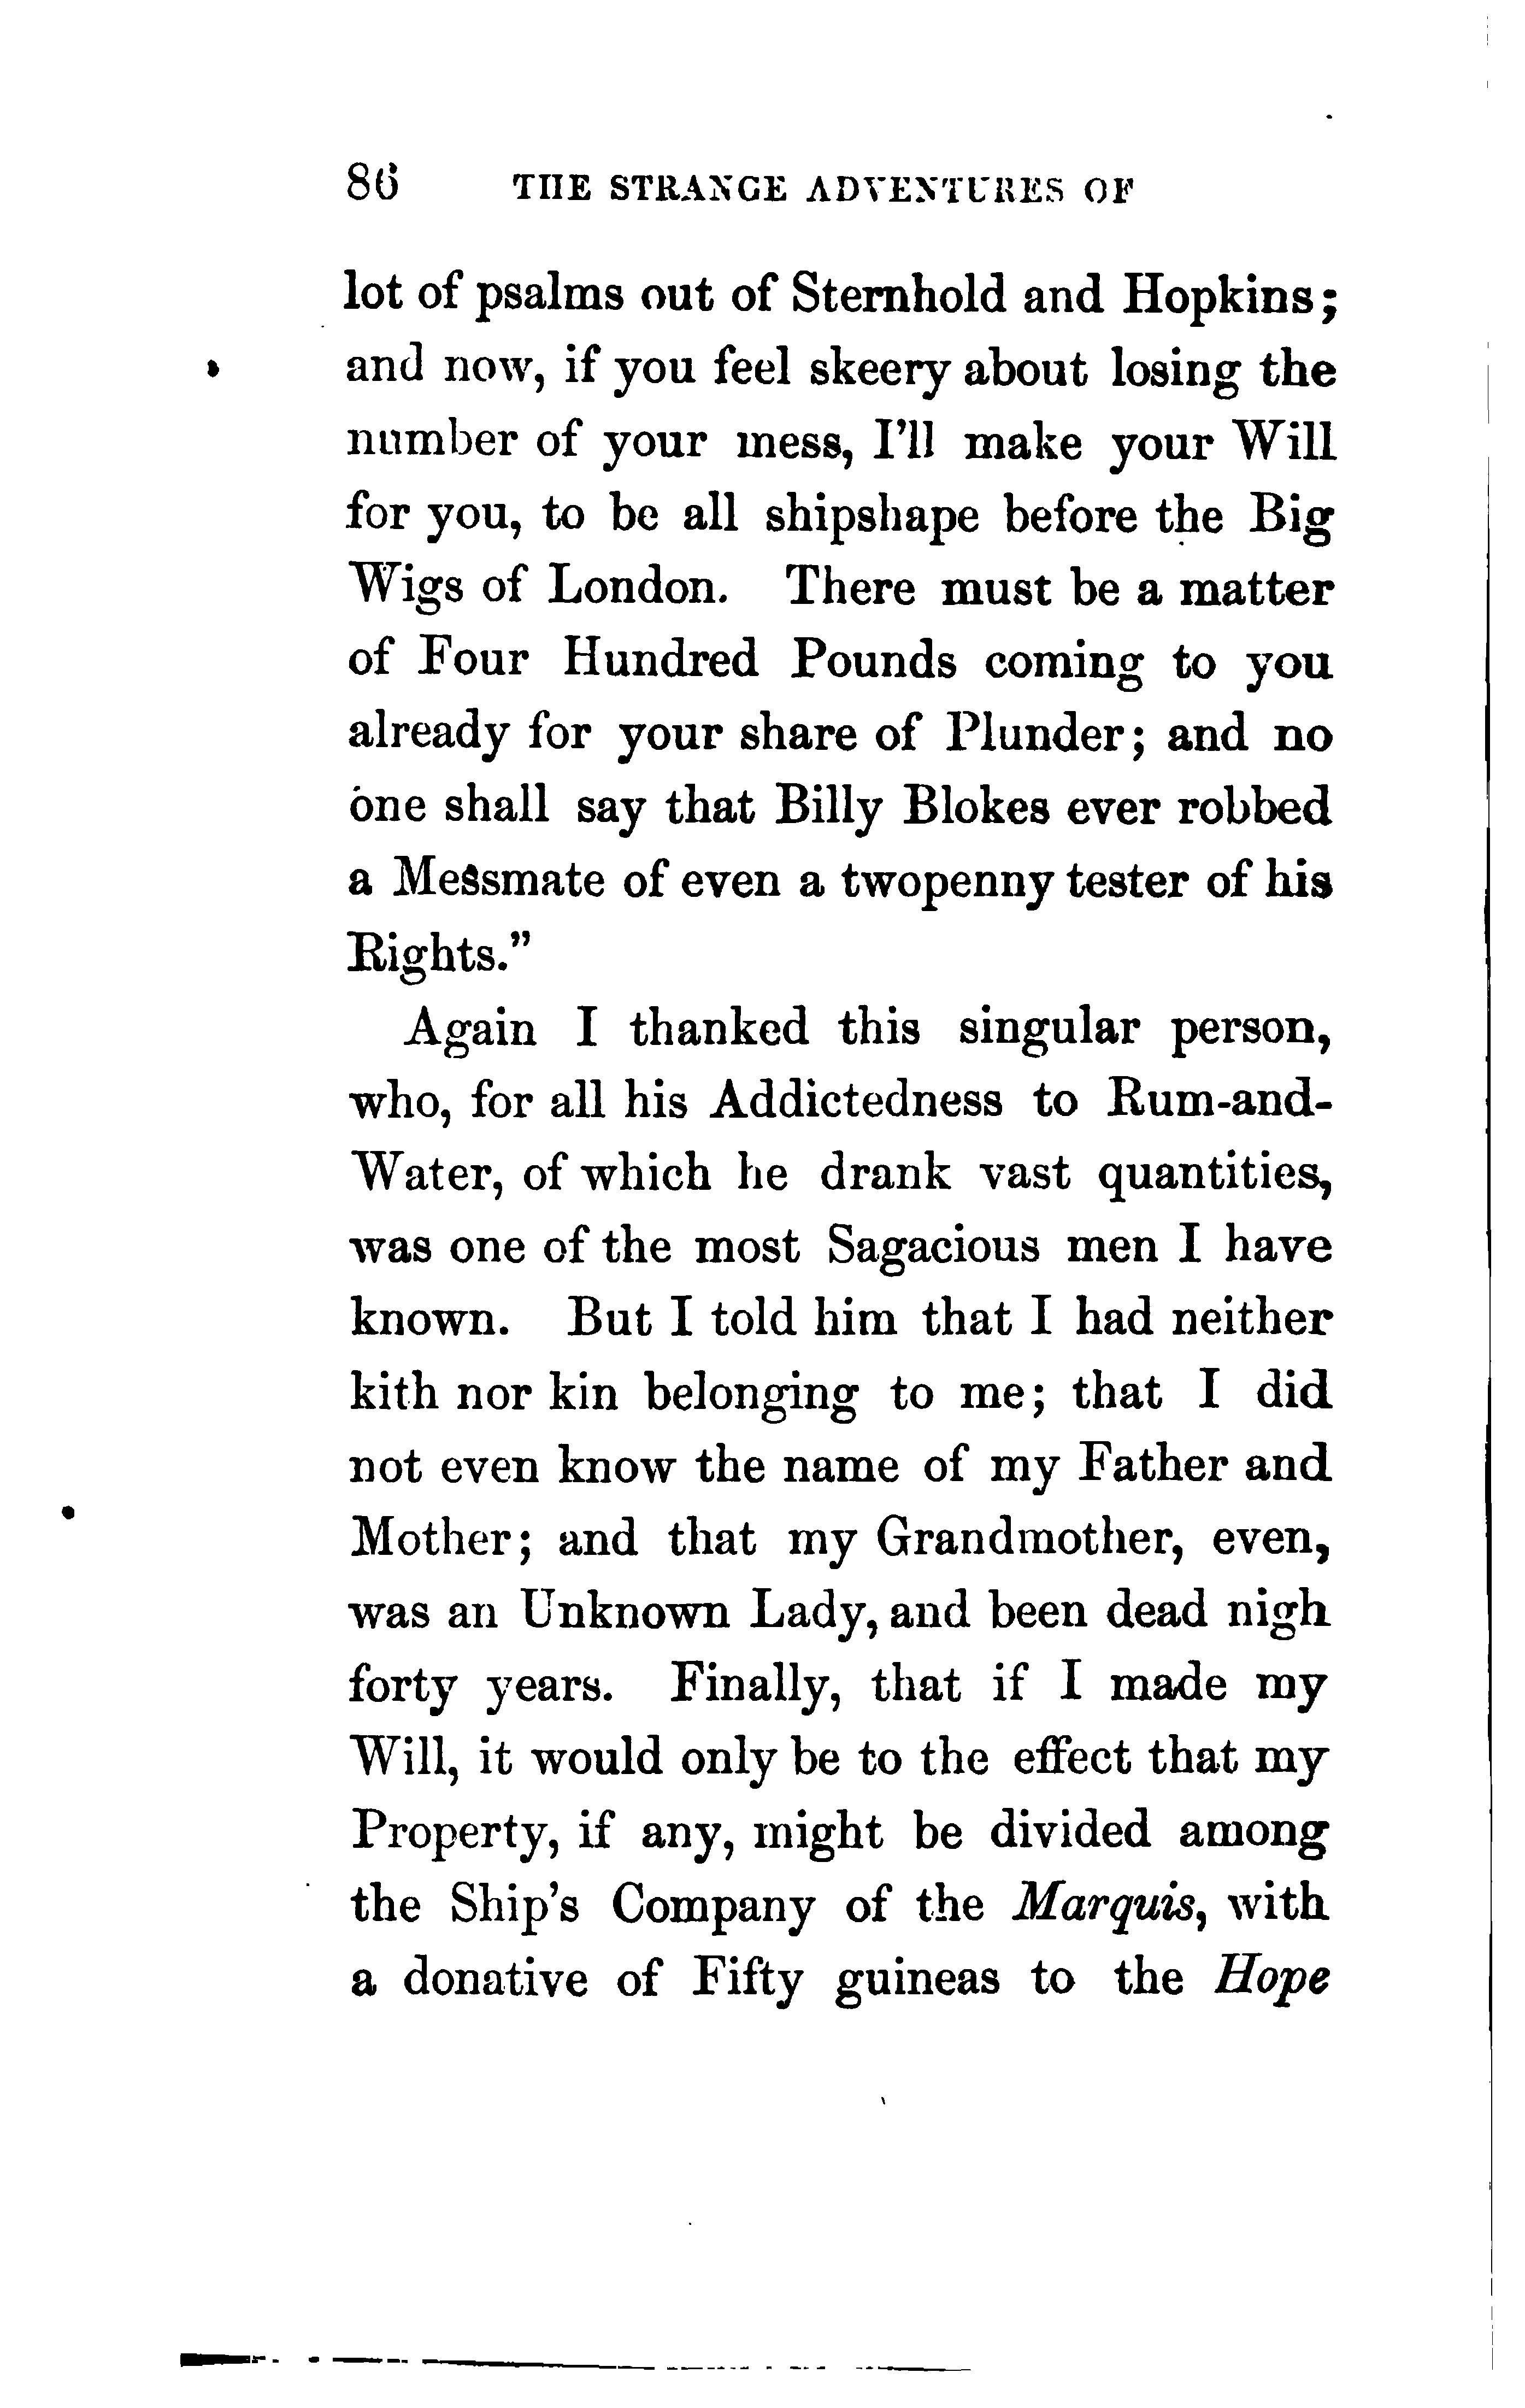 86 THE STRANGE ADVENTURES OF
lot of psalms out of Sternhold and Hopkins;
and now, if you feel skeery about losing the
number of your mess, I'll make your Will
for you, to be all shipshape before the Big
Wigs of London. There must be a matter
of Four Hundred Pounds coming to you
already for your share of Plunder; and no
one shall say that Billy Blokes ever robbed
a Messmate of even a twopenny tester of his
Rights.”
Again I thanked this singular person,
who, for all his Addictedness to Rum-and-
Water, of which he drank vast quantities,
was one of the most Sagacious men I have
known. But I told him that I had neither
kith nor kin belonging to me; that I did
not even know the name of my Father and
Mother; and that my Grandmother, even,
was an Unknown Lady, and been dead nigh
forty years. Finally, that if I made my
Will, it would only be to the effect that my
Property, if any, might be divided among
the Ship's Company of the Marquis, with
a donative of Fifty guineas to the Hope